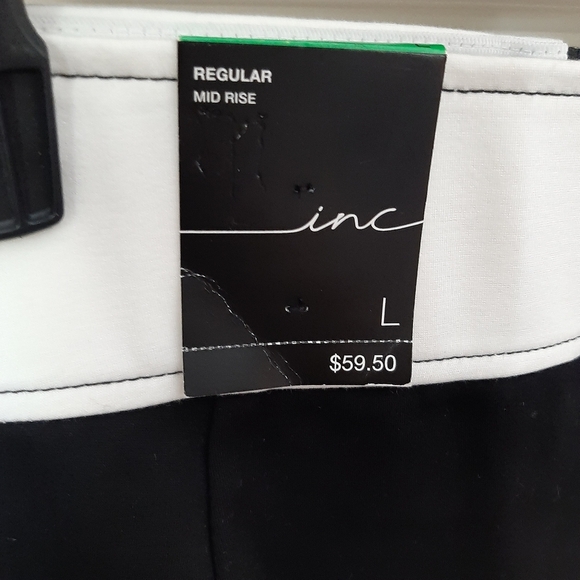 REGULAR
MID RISE
inc
L
$59.50